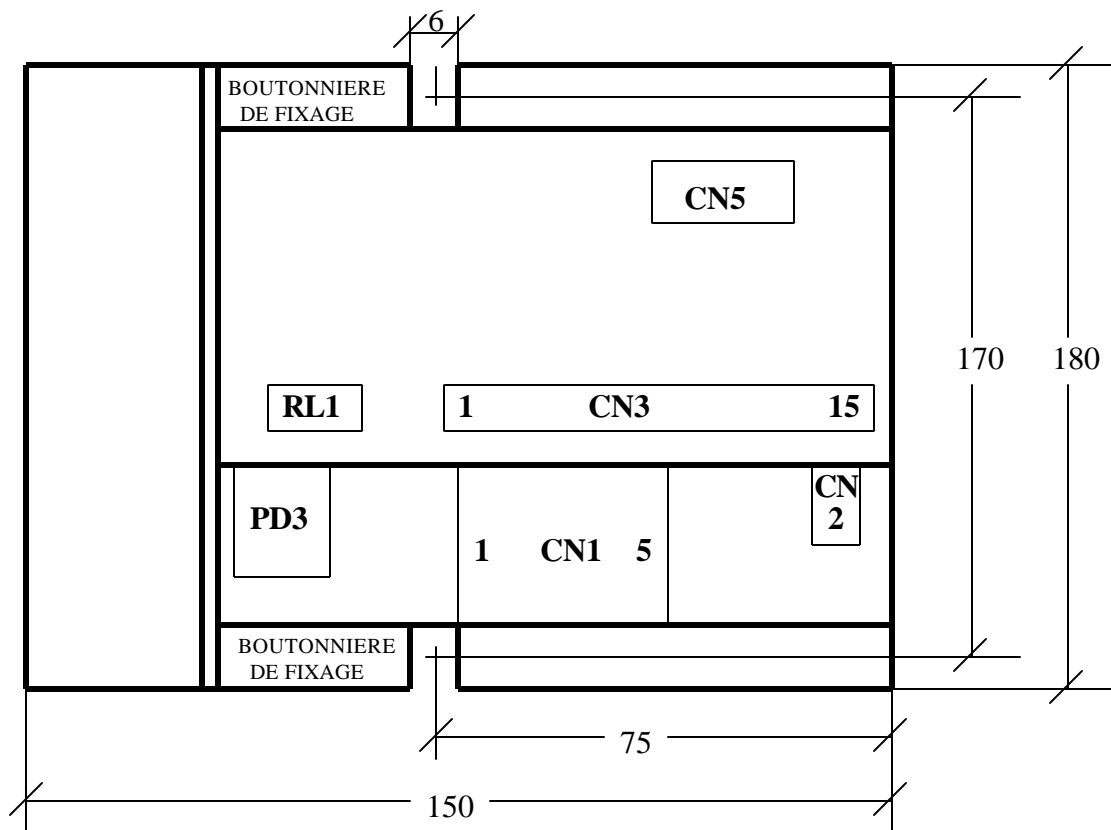 6
BOUTONNIERE
DE FIXAGE
CN5
170
180
RL1
1 CN3 15
CN
2
PD3
1 CN1 5
BOUTONNIERE
DE FIXAGE
75
150